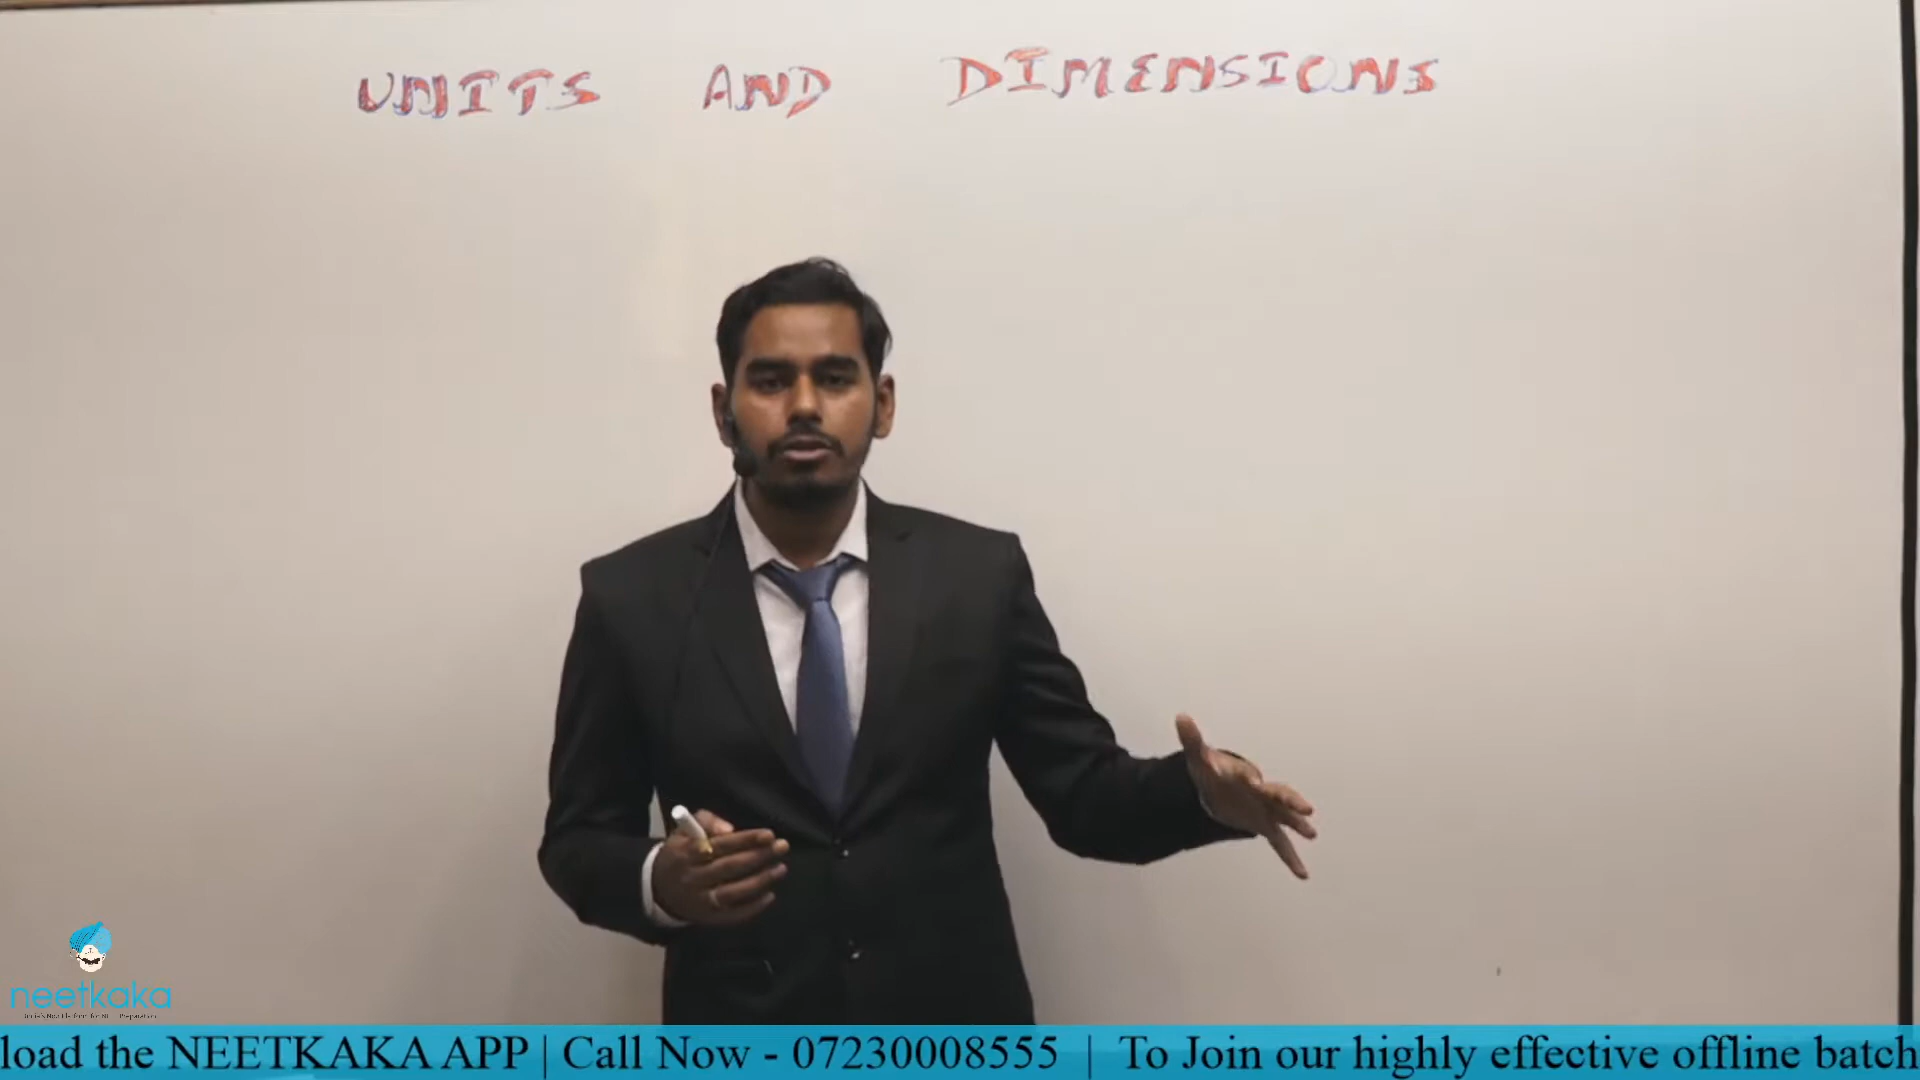 UNITS AND DIMENSIONS
neetkaka
load the NEETKAKA APP | Call Now - 07230008555 | To Join our highly effective offline batch